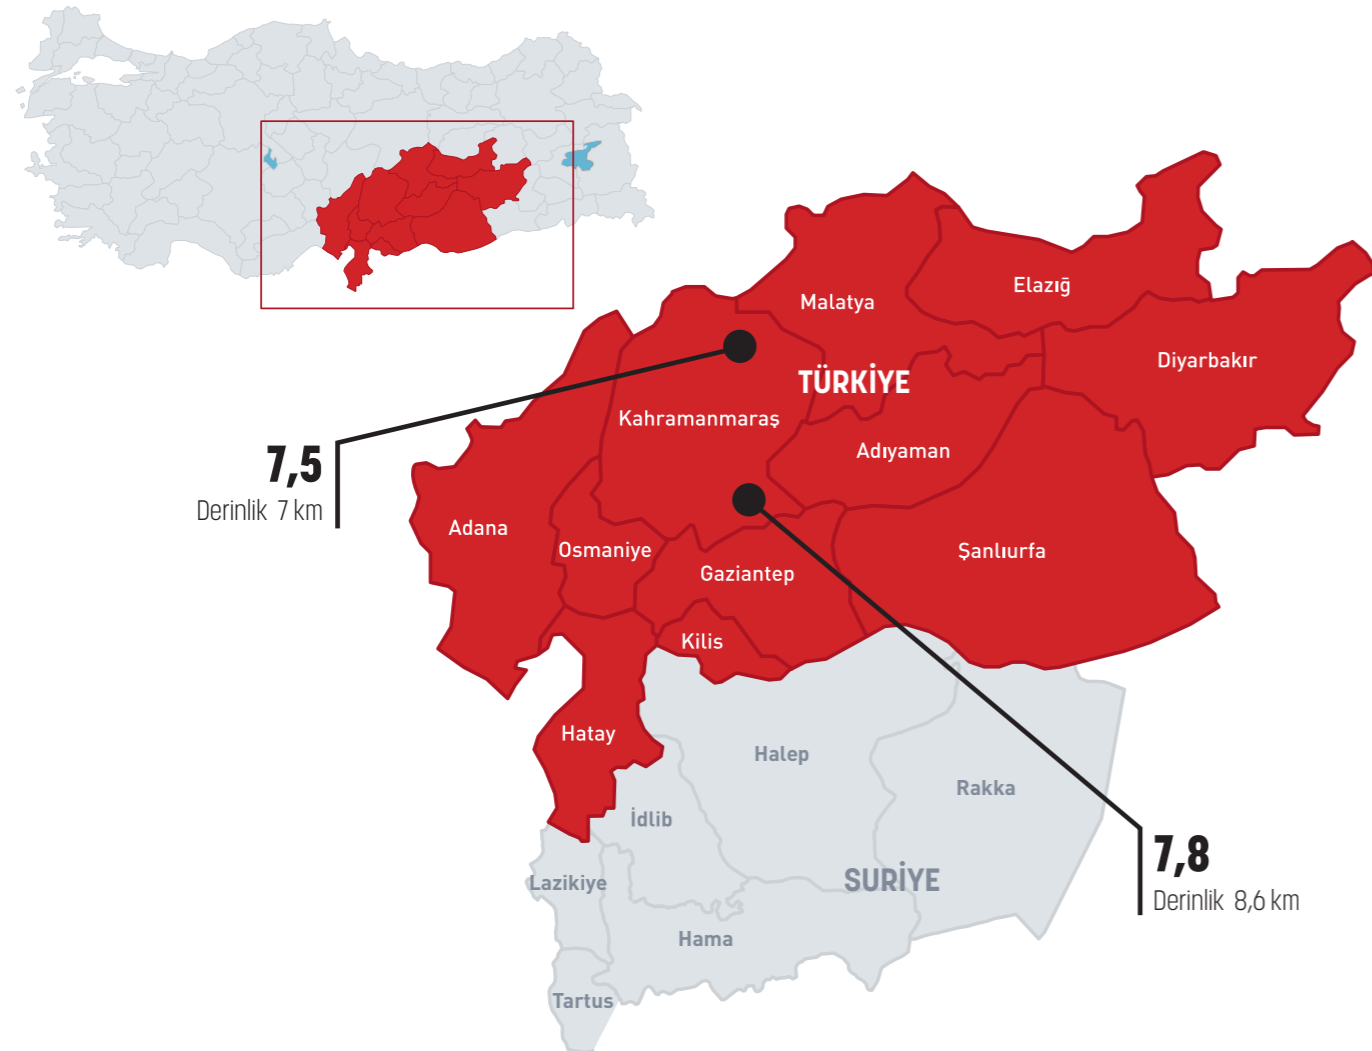 Elazığ
Malatya
Diyarbakır
TÜRKİYE
Kahramanmaraş
Adıyaman
7,5
Derinlik 7 km
Adana
Osmaniye
Şanlıurfa
Gaziantep
Kilis
Hatay
Halep
Rakka
İdlib
7,8
Derinlik 8,6 km
SURİYE
Lazikiye
Hama
Tartus